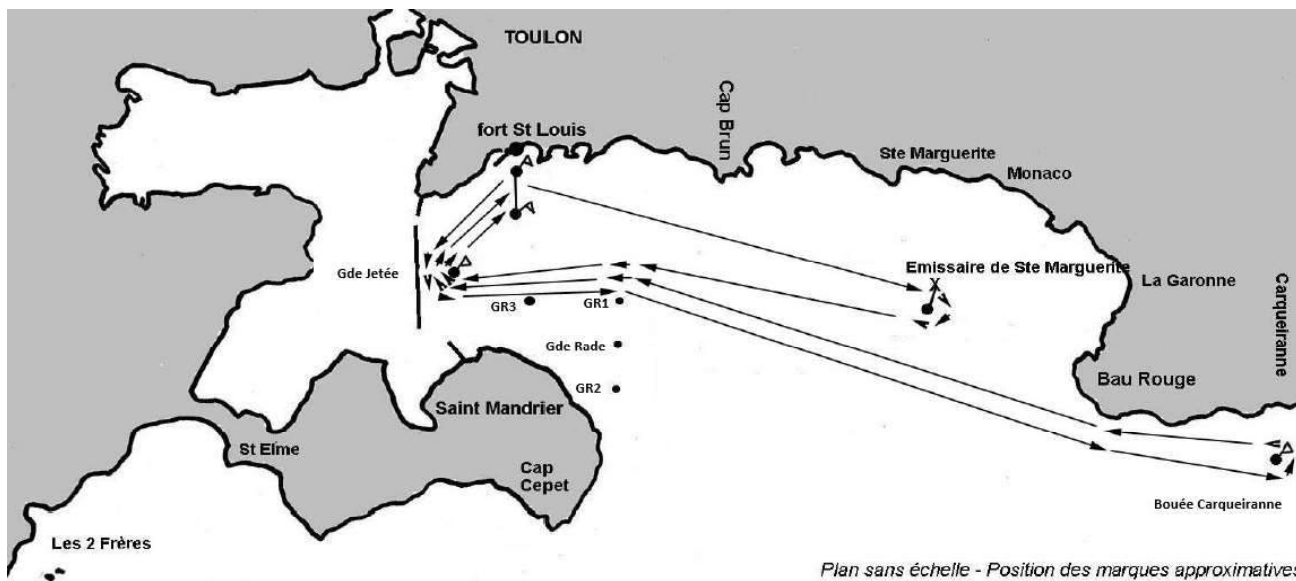 TOULON
fort St Louis
Cap Brun
Ste Marguerite
Monaco
Gde Jetée
Emissaire de Ste Marguerite
La Garonne
Carqueiranne
GR3
GR1
Gde Rade
Bau Rouge
GR2
Saint Mandrier
St Elme
Cap
Cepet
Bouée Carqueiranne
Les 2 Frères
Plan sans échelle - Position des marques approximatives